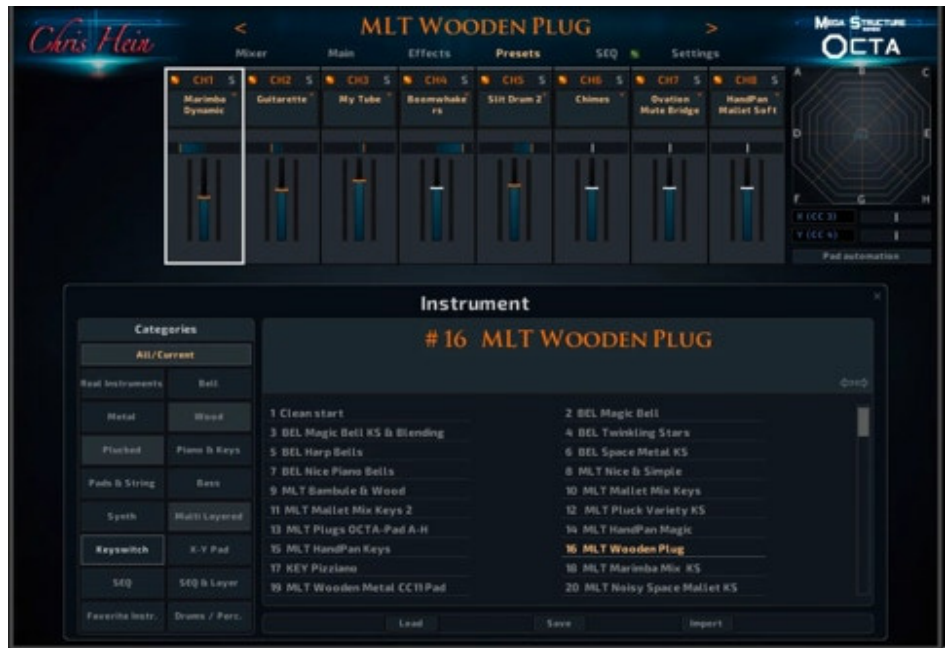 Chris Hein
< MLT WOODEN PLUG >
MEGA STRUCTURE
SERIES
OCTA
Mixer Main Effects Presets SEQ Settings
CH1 S CH2 S CH3 S CH4 S CH5 S CH6 S CH7 S CH8 S
Marimba Dynamic
Guitarette
My Tube
Boomwhake
rs
Slit Drum 2
Chimes
Ovation
Mute Bridge
HandPan
Mallet Soft
A B C
D E
F G H
X (CC 3)
Y (CC 4)
Pad automation
Instrument
Categories
All/Current
Real Instruments Bell
Metal Wood
Plucked Piano & Keys
Pads & String Bass
Synth Multi Layered
Keyswitch X-Y Pad
SEQ SEQ & Layer
Favorite Instr. Drums / Perc.
# 16 MLT WOODEN PLUG
1 Clean start 2 BEL Magic Bell
3 BEL Magic Bell KS & Blending 4 BEL Twinkling Stars
5 BEL Harp Bells 6 BEL Space Metal KS
7 BEL Nice Piano Bells 8 MLT Nice & Simple
9 MLT Bambule & Wood 10 MLT Mallet Mix Keys
11 MLT Mallet Mix Keys 2 12 MLT Pluck Variety KS
13 MLT Plugs OCTA-Pad A-H 14 MLT HandPan Magic
15 MLT HandPan Keys 16 MLT Wooden Plug
17 KEY Pizziano 18 MLT Marimba Mix KS
19 MLT Wooden Metal CC11 Pad 20 MLT Noisy Space Mallet KS
Load Save Import